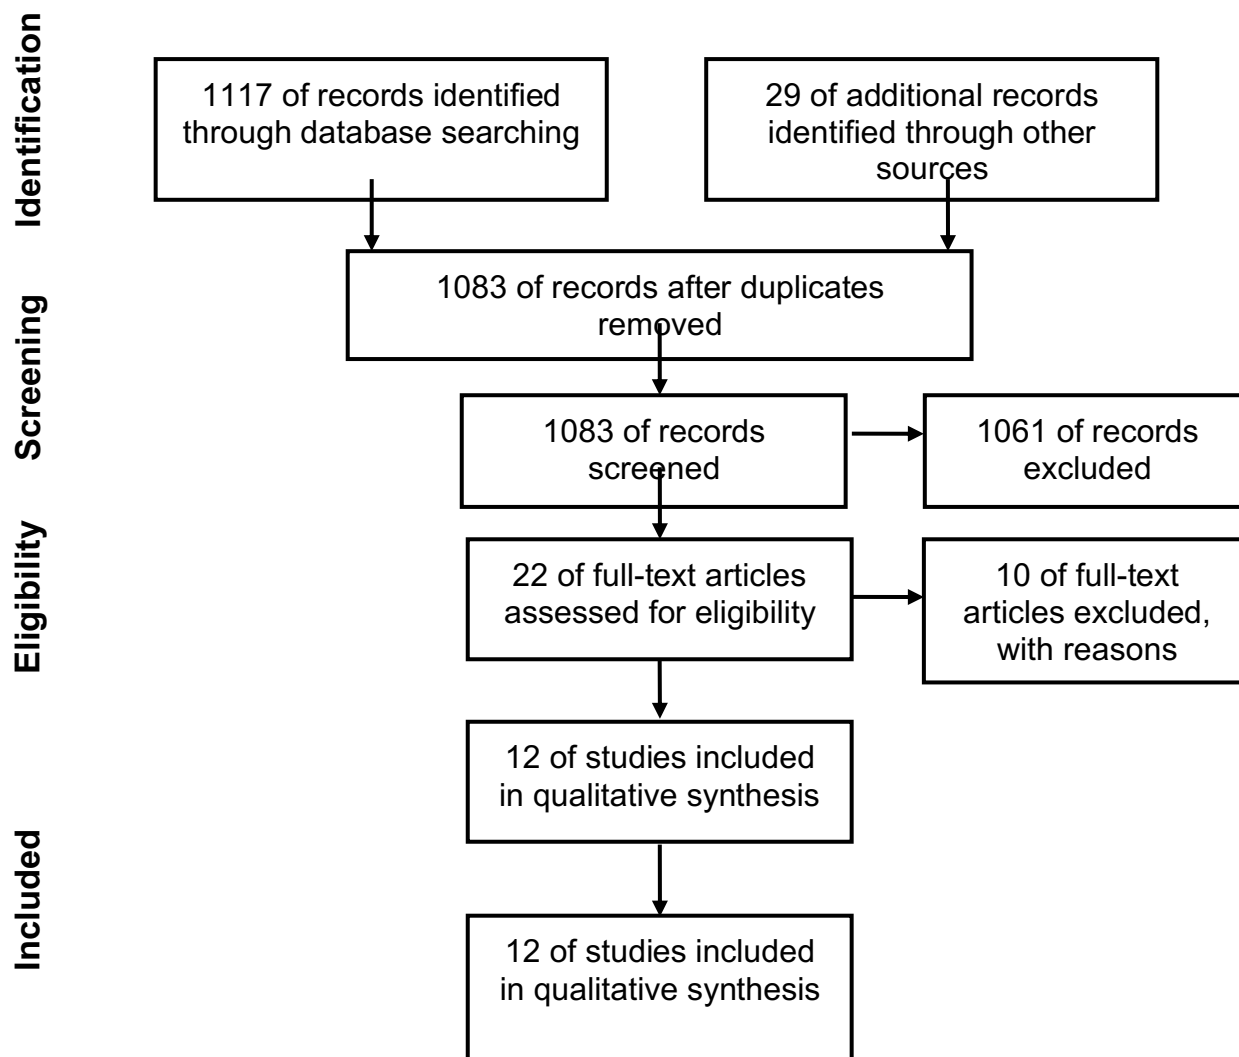 Identification
1117 of records identified
through database searching
29 of additional records
identified through other
sources
Screening
1083 of records after duplicates
removed
1083 of records
screened
1061 of records
excluded
Eligibility
22 of full-text articles
assessed for eligibility
10 of full-text
articles excluded,
with reasons
Included
12 of studies included
in qualitative synthesis
12 of studies included
in qualitative synthesis